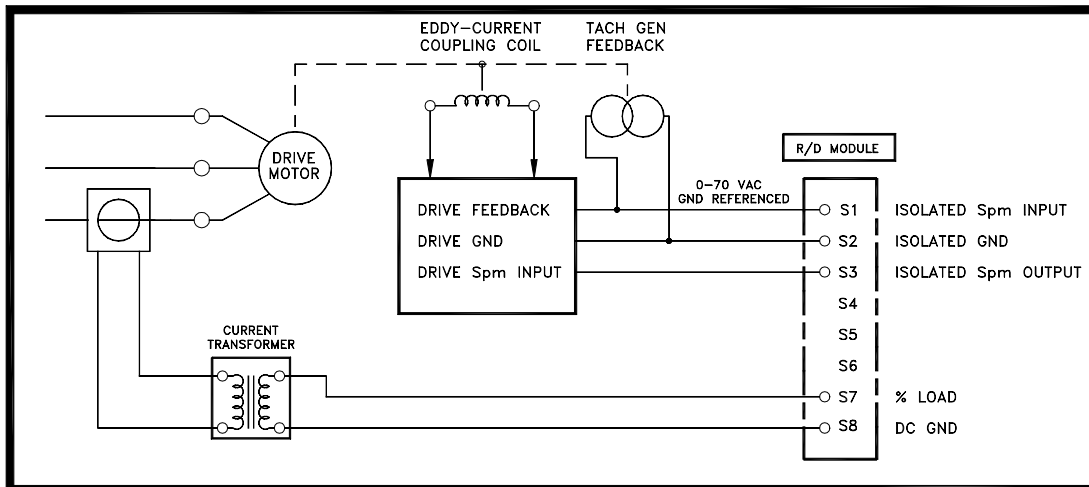 EDDY-CURRENT
COUPLING COIL
TACH GEN
FEEDBACK
DRIVE
MOTOR
R/D MODULE
0-70 VAC
GND REFERENCED
DRIVE FEEDBACK
DRIVE GND
DRIVE Spm INPUT
S1 ISOLATED Spm INPUT
S2 ISOLATED GND
S3 ISOLATED Spm OUTPUT
S4
S5
S6
S7 % LOAD
S8 DC GND
CURRENT
TRANSFORMER